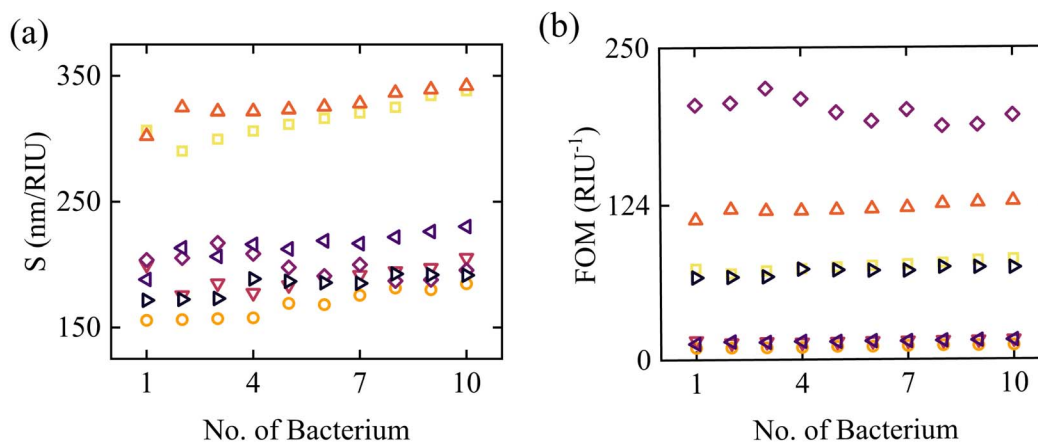 (a)
350
250
150
S (nm/RIU)
1 4 7 10
No. of Bacterium
(b)
250
124
0
FOM (RIU⁻¹)
1 4 7 10
No. of Bacterium